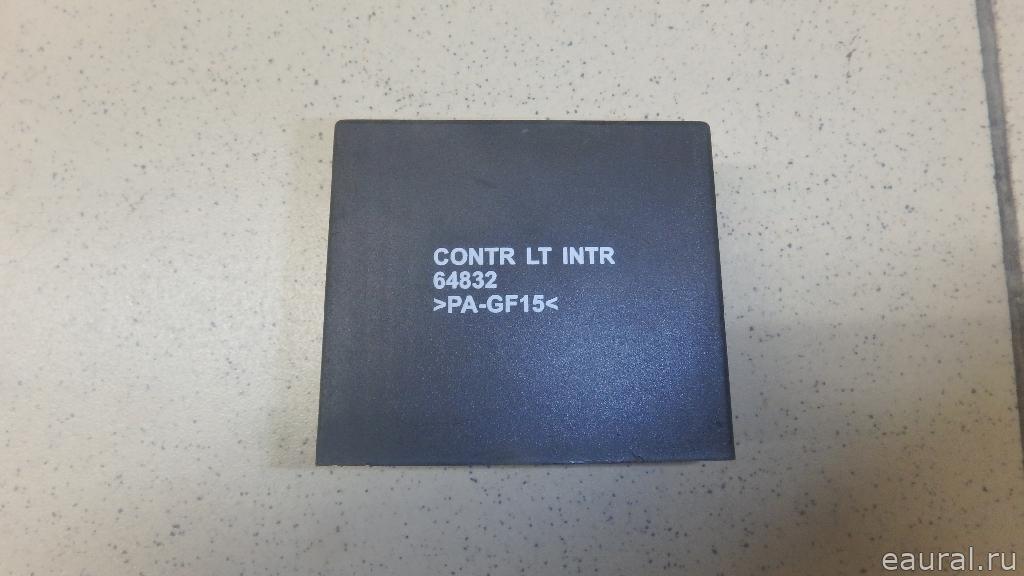 CONTR LT INTR
64832
>PA-GF15<
eaural.ru